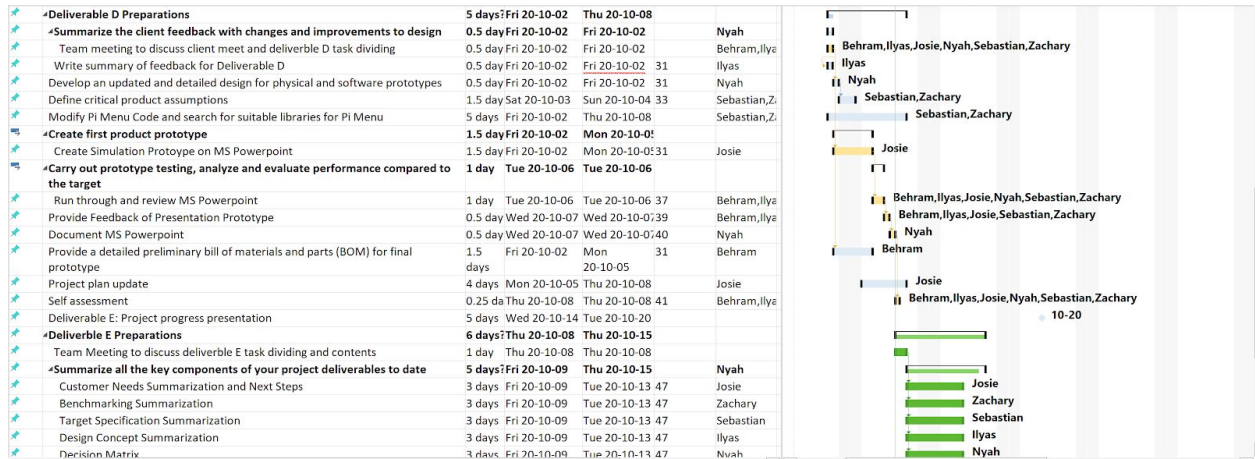 Deliverable D Preparations 5 days? Fri 20-10-02 Thu 20-10-08
Summarize the client feedback with changes and improvements to design 0.5 day Fri 20-10-02 Fri 20-10-02 Nyah
Team meeting to discuss client meet and deliverble D task dividing 0.5 day Fri 20-10-02 Fri 20-10-02 Behram,Ilya Behram,Ilyas,Josie,Nyah,Sebastian,Zachary
Write summary of feedback for Deliverable D 0.5 day Fri 20-10-02 Fri 20-10-02 31 Ilyas Ilyas
Develop an updated and detailed design for physical and software prototypes 0.5 day Fri 20-10-02 Fri 20-10-02 31 Nyah Nyah
Define critical product assumptions 1.5 day Sat 20-10-03 Sun 20-10-04 33 Sebastian,Za Sebastian,Zachary
Modify Pi Menu Code and search for suitable libraries for Pi Menu 5 days Fri 20-10-02 Thu 20-10-08 Sebastian,Za Sebastian,Zachary
Create first product prototype 1.5 day Fri 20-10-02 Mon 20-10-05
Create Simulation Protoype on MS Powerpoint 1.5 day Fri 20-10-02 Mon 20-10-05 31 Josie Josie
Carry out prototype testing, analyze and evaluate performance compared to 1 day Tue 20-10-06 Tue 20-10-06
the target
Run through and review MS Powerpoint 1 day Tue 20-10-06 Tue 20-10-06 37 Behram,Ilya Behram,Ilyas,Josie,Nyah,Sebastian,Zachary
Provide Feedback of Presentation Prototype 0.5 day Wed 20-10-07 Wed 20-10-07 39 Behram,Ilya Behram,Ilyas,Josie,Sebastian,Zachary
Document MS Powerpoint 0.5 day Wed 20-10-07 Wed 20-10-07 40 Nyah Nyah
Provide a detailed preliminary bill of materials and parts (BOM) for final 1.5 Fri 20-10-02 Mon 31 Behram Behram
prototype days 20-10-05
Project plan update 4 days Mon 20-10-05 Thu 20-10-08 Josie Josie
Self assessment 0.25 da Thu 20-10-08 Thu 20-10-08 41 Behram,Ilya Behram,Ilyas,Josie,Nyah,Sebastian,Zachary
Deliverable E: Project progress presentation 5 days Wed 20-10-14 Tue 20-10-20 10-20
Deliverble E Preparations 6 days? Thu 20-10-08 Thu 20-10-15
Team Meeting to discuss deliverble E task dividing and contents 1 day Thu 20-10-08 Thu 20-10-08
Summarize all the key components of your project deliverables to date 5 days? Fri 20-10-09 Thu 20-10-15 Nyah
Customer Needs Summarization and Next Steps 3 days Fri 20-10-09 Tue 20-10-13 47 Josie Josie
Benchmarking Summarization 3 days Fri 20-10-09 Tue 20-10-13 47 Zachary Zachary
Target Specification Summarization 3 days Fri 20-10-09 Tue 20-10-13 47 Sebastian Sebastian
Design Concept Summarization 3 days Fri 20-10-09 Tue 20-10-13 47 Ilyas Ilyas
Decision Matrix 3 days Fri 20-10-09 Tue 20-10-13 47 Nyah Nyah